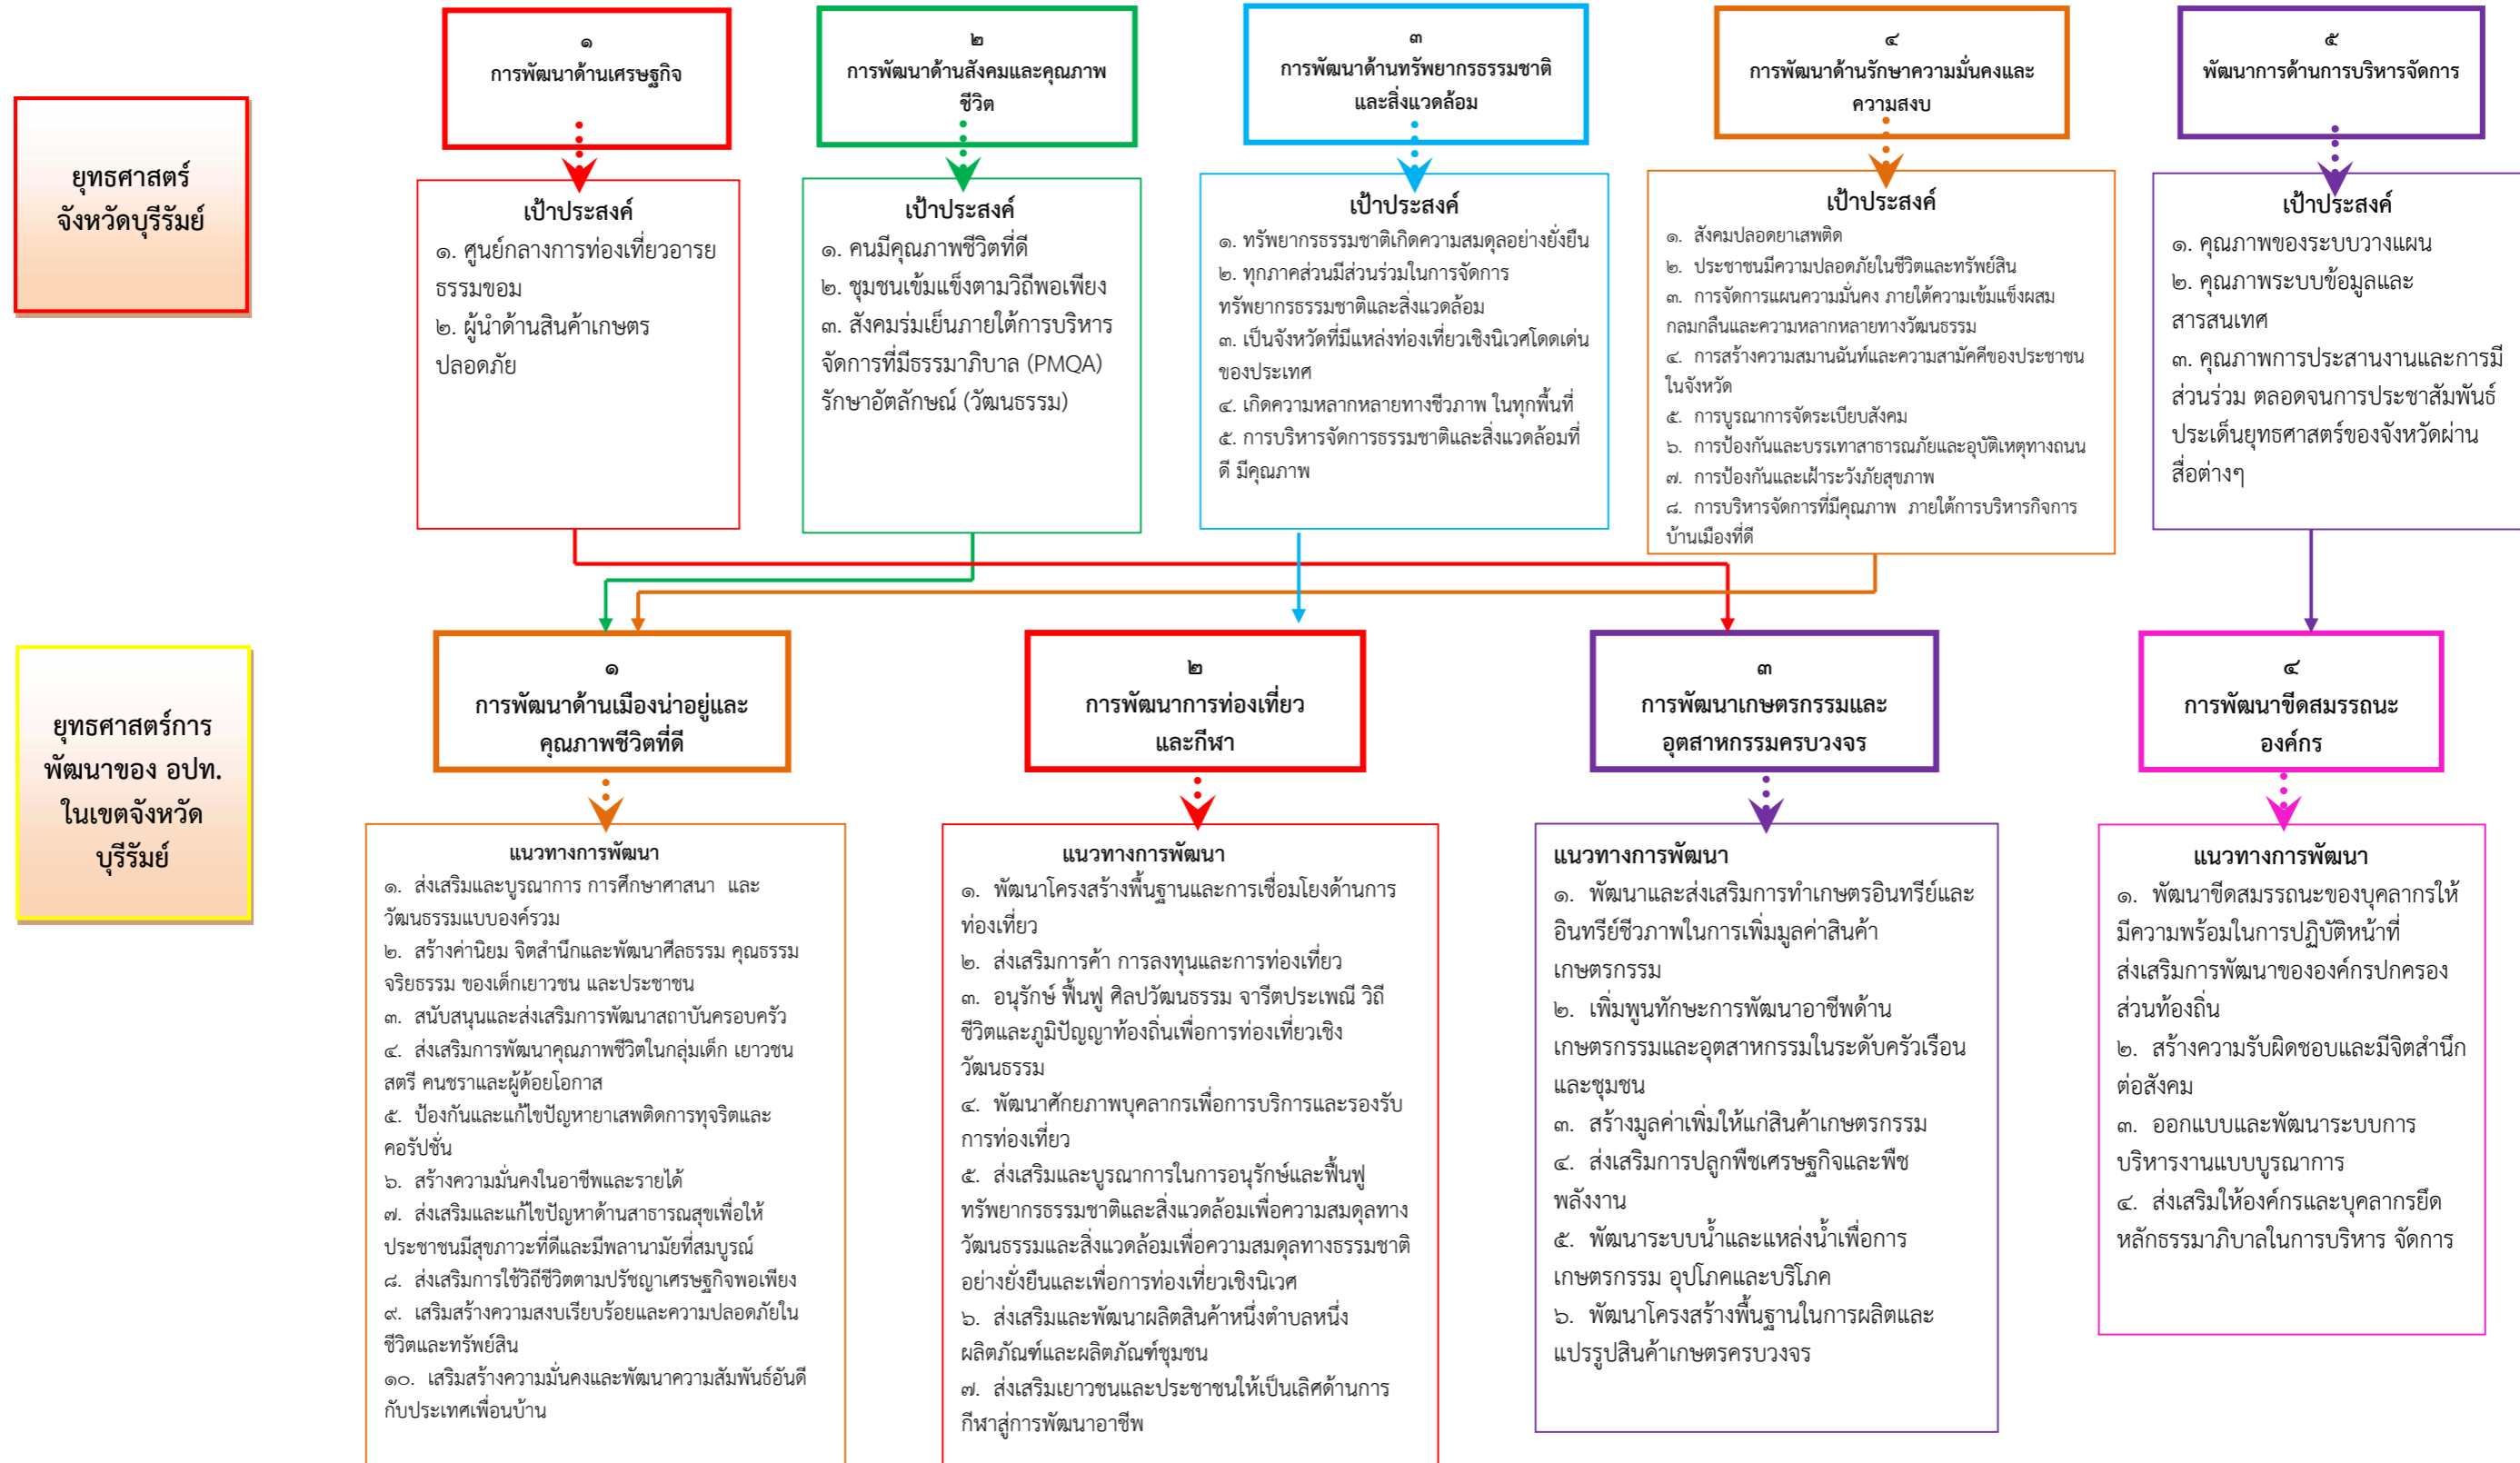 ยุทธศาสตร์
จังหวัดบุรีรัมย์
๑
การพัฒนาด้านเศรษฐกิจ
๒
การพัฒนาด้านสังคมและคุณภาพ
ชีวิต
๓
การพัฒนาด้านทรัพยากรธรรมชาติ
และสิ่งแวดล้อม
๔
การพัฒนาด้านรักษาความมั่นคงและ
ความสงบ
๕
พัฒนาการด้านการบริหารจัดการ
เป้าประสงค์
๑. ศูนย์กลางการท่องเที่ยวอารย
ธรรมขอม
๒. ผู้นำด้านสินค้าเกษตร
ปลอดภัย
เป้าประสงค์
๑. คนมีคุณภาพชีวิตที่ดี
๒. ชุมชนเข้มแข็งตามวิถีพอเพียง
๓. สังคมร่มเย็นภายใต้การบริหาร
จัดการที่มีธรรมาภิบาล (PMQA)
รักษาอัตลักษณ์ (วัฒนธรรม)
เป้าประสงค์
๑. ทรัพยากรธรรมชาติเกิดความสมดุลอย่างยั่งยืน
๒. ทุกภาคส่วนมีส่วนร่วมในการจัดการ
ทรัพยากรธรรมชาติและสิ่งแวดล้อม
๓. เป็นจังหวัดที่มีแหล่งท่องเที่ยวเชิงนิเวศโดดเด่น
ของประเทศ
๔. เกิดความหลากหลายทางชีวภาพ ในทุกพื้นที่
๕. การบริหารจัดการธรรมชาติและสิ่งแวดล้อมที่
ดี มีคุณภาพ
เป้าประสงค์
๑. สังคมปลอดยาเสพติด
๒. ประชาชนมีความปลอดภัยในชีวิตและทรัพย์สิน
๓. การจัดการแผนความมั่นคง ภายใต้ความเข้มแข็งผสม
กลมกลืนและความหลากหลายทางวัฒนธรรม
๔. การสร้างความสมานฉันท์และความสามัคคีของประชาชน
ในจังหวัด
๕. การบูรณาการจัดระเบียบสังคม
๖. การป้องกันและบรรเทาสาธารณภัยและอุบัติเหตุทางถนน
๗. การป้องกันและเฝ้าระวังภัยสุขภาพ
๘. การบริหารจัดการที่มีคุณภาพ ภายใต้การบริหารกิจการ
บ้านเมืองที่ดี
เป้าประสงค์
๑. คุณภาพของระบบวางแผน
๒. คุณภาพระบบข้อมูลและ
สารสนเทศ
๓. คุณภาพการประสานงานและการมี
ส่วนร่วม ตลอดจนการประชาสัมพันธ์
ประเด็นยุทธศาสตร์ของจังหวัดผ่าน
สื่อต่างๆ
ยุทธศาสตร์การ
พัฒนาของ อปท.
ในเขตจังหวัด
บุรีรัมย์
๑
การพัฒนาด้านเมืองน่าอยู่และ
คุณภาพชีวิตที่ดี
๒
การพัฒนาการท่องเที่ยว
และกีฬา
๓
การพัฒนาเกษตรกรรมและ
อุตสาหกรรมครบวงจร
๔
การพัฒนาขีดสมรรถนะ
องค์กร
แนวทางการพัฒนา
๑. ส่งเสริมและบูรณาการ การศึกษาศาสนา และ
วัฒนธรรมแบบองค์รวม
๒. สร้างค่านิยม จิตสำนึกและพัฒนาศีลธรรม คุณธรรม
จริยธรรม ของเด็กเยาวชน และประชาชน
๓. สนับสนุนและส่งเสริมการพัฒนาสถาบันครอบครัว
๔. ส่งเสริมการพัฒนาคุณภาพชีวิตในกลุ่มเด็ก เยาวชน
สตรี คนชราและผู้ด้อยโอกาส
๕. ป้องกันและแก้ไขปัญหายาเสพติดการทุจริตและ
คอรัปชั่น
๖. สร้างความมั่นคงในอาชีพและรายได้
๗. ส่งเสริมและแก้ไขปัญหาด้านสาธารณสุขเพื่อให้
ประชาชนมีสุขภาวะที่ดีและมีพลานามัยที่สมบูรณ์
๘. ส่งเสริมการใช้วิถีชีวิตตามปรัชญาเศรษฐกิจพอเพียง
๙. เสริมสร้างความสงบเรียบร้อยและความปลอดภัยใน
ชีวิตและทรัพย์สิน
๑๐. เสริมสร้างความมั่นคงและพัฒนาความสัมพันธ์อันดี
กับประเทศเพื่อนบ้าน
แนวทางการพัฒนา
๑. พัฒนาโครงสร้างพื้นฐานและการเชื่อมโยงด้านการ
ท่องเที่ยว
๒. ส่งเสริมการค้า การลงทุนและการท่องเที่ยว
๓. อนุรักษ์ ฟื้นฟู ศิลปวัฒนธรรม จารีตประเพณี วิถี
ชีวิตและภูมิปัญญาท้องถิ่นเพื่อการท่องเที่ยวเชิง
วัฒนธรรม
๔. พัฒนาศักยภาพบุคลากรเพื่อการบริการและรองรับ
การท่องเที่ยว
๕. ส่งเสริมและบูรณาการในการอนุรักษ์และฟื้นฟู
ทรัพยากรธรรมชาติและสิ่งแวดล้อมเพื่อความสมดุลทาง
วัฒนธรรมและสิ่งแวดล้อมเพื่อความสมดุลทางธรรมชาติ
อย่างยั่งยืนและเพื่อการท่องเที่ยวเชิงนิเวศ
๖. ส่งเสริมและพัฒนาผลิตสินค้าหนึ่งตำบลหนึ่ง
ผลิตภัณฑ์และผลิตภัณฑ์ชุมชน
๗. ส่งเสริมเยาวชนและประชาชนให้เป็นเลิศด้านการ
กีฬาสู่การพัฒนาอาชีพ
แนวทางการพัฒนา
๑. พัฒนาและส่งเสริมการทำเกษตรอินทรีย์และ
อินทรีย์ชีวภาพในการเพิ่มมูลค่าสินค้า
เกษตรกรรม
๒. เพิ่มพูนทักษะการพัฒนาอาชีพด้าน
เกษตรกรรมและอุตสาหกรรมในระดับครัวเรือน
และชุมชน
๓. สร้างมูลค่าเพิ่มให้แก่สินค้าเกษตรกรรม
๔. ส่งเสริมการปลูกพืชเศรษฐกิจและพืช
พลังงาน
๕. พัฒนาระบบน้ำและแหล่งน้ำเพื่อการ
เกษตรกรรม อุปโภคและบริโภค
๖. พัฒนาโครงสร้างพื้นฐานในการผลิตและ
แปรรูปสินค้าเกษตรครบวงจร
แนวทางการพัฒนา
๑. พัฒนาขีดสมรรถนะของบุคลากรให้
มีความพร้อมในการปฏิบัติหน้าที่
ส่งเสริมการพัฒนาขององค์กรปกครอง
ส่วนท้องถิ่น
๒. สร้างความรับผิดชอบและมีจิตสำนึก
ต่อสังคม
๓. ออกแบบและพัฒนาระบบการ
บริหารงานแบบบูรณาการ
๔. ส่งเสริมให้องค์กรและบุคลากรยึด
หลักธรรมาภิบาลในการบริหาร จัดการ